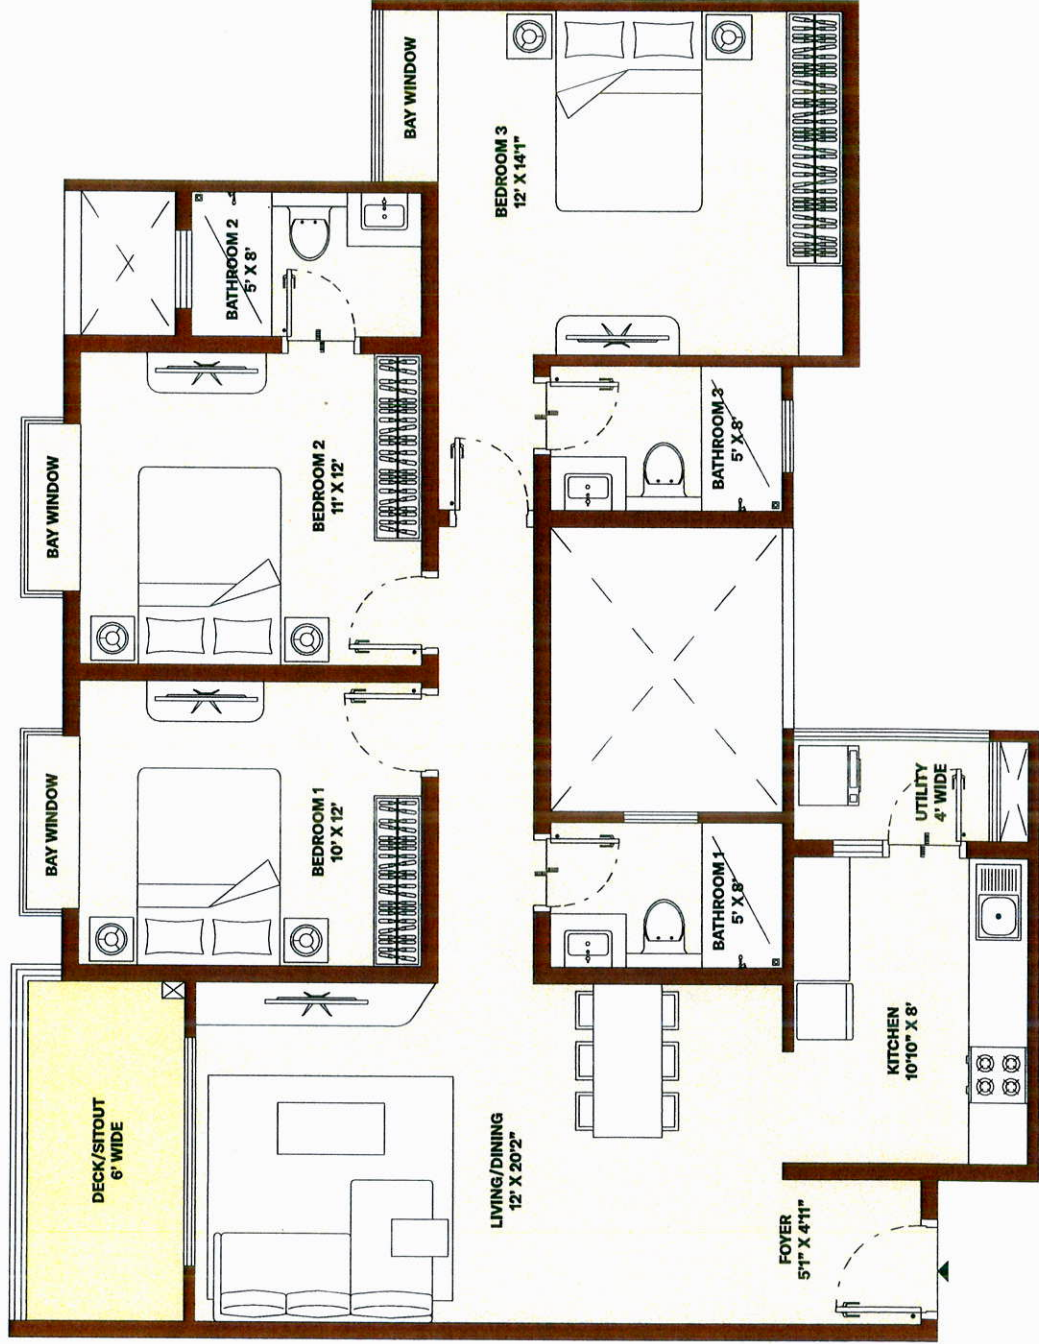 BAY WINDOW
BEDROOM 3
12' X 14'1"
BATHROOM 2
5' X 8'
BAY WINDOW
BEDROOM 2
11' X 12'
BATHROOM 3
5' X 8'
BAY WINDOW
BEDROOM 1
10' X 12'
BATHROOM 1
5' X 8'
UTILITY
4' WIDE
KITCHEN
10'10" X 8'
DECK/SITOUT
6' WIDE
LIVING/DINING
12' X 20'2"
FOYER
5'1" X 4'11"